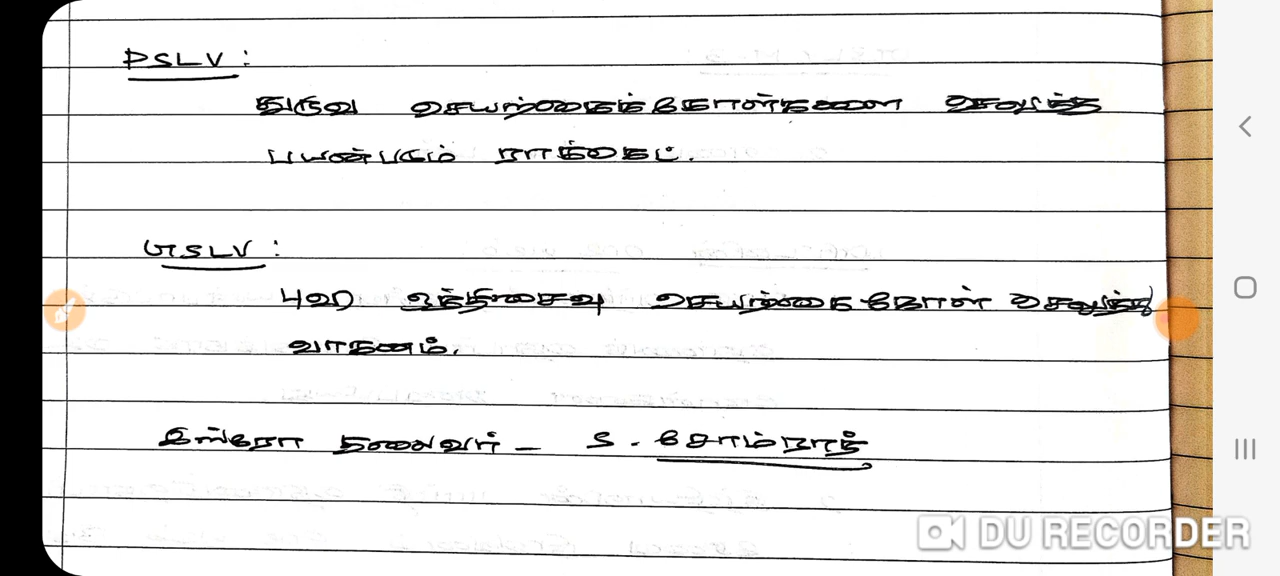 PSLV :
துருவ செயற்கைக்கோள்களை செலுத்த
பயன்படும் ராக்கெட்.
GSLV :
புவி ஒத்திசைவு செயற்கைகோள் செலுத்து
வாகனம்.
இஸ்ரோ தலைவர் - S. சோம்நாத்
DU RECORDER